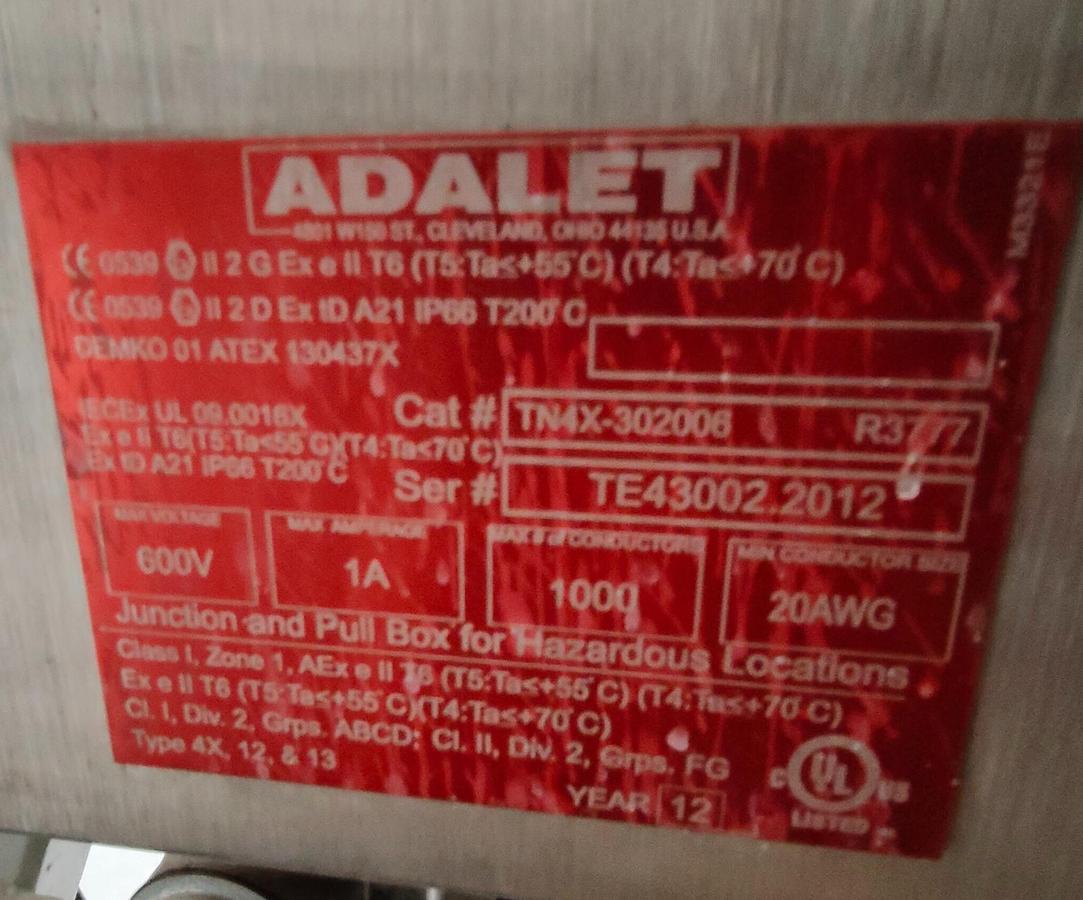 ADALET
4801 W150 ST., CLEVELAND, OHIO 44135 U.S.A.
CE 0539 Ex II 2 G Ex e II T6 (T5:Ta≤+55°C) (T4:Ta≤+70°C)
CE 0539 Ex II 2 D Ex tD A21 IP66 T200°C
DEMKO 01 ATEX 130437X
IECEx UL 09.0016X
Ex e II T6(T5:Ta≤55°C)(T4:Ta≤70°C)
Ex tD A21 IP66 T200°C
Cat # TN4X-302006 R3777
Ser # TE43002.2012
MAX VOLTAGE
600V
MAX AMPERAGE
1A
MAX # of CONDUCTORS
1000
MIN CONDUCTOR SIZE
20AWG
Junction and Pull Box for Hazardous Locations
Class I, Zone 1, AEx e II T6 (T5:Ta≤+55°C) (T4:Ta≤+70°C)
Ex e II T6 (T5:Ta≤+55°C)(T4:Ta≤+70°C)
Cl. I, Div. 2, Grps. ABCD; Cl. II, Div. 2, Grps. FG
Type 4X, 12, & 13
YEAR 12
C UL US
LISTED
M3321E